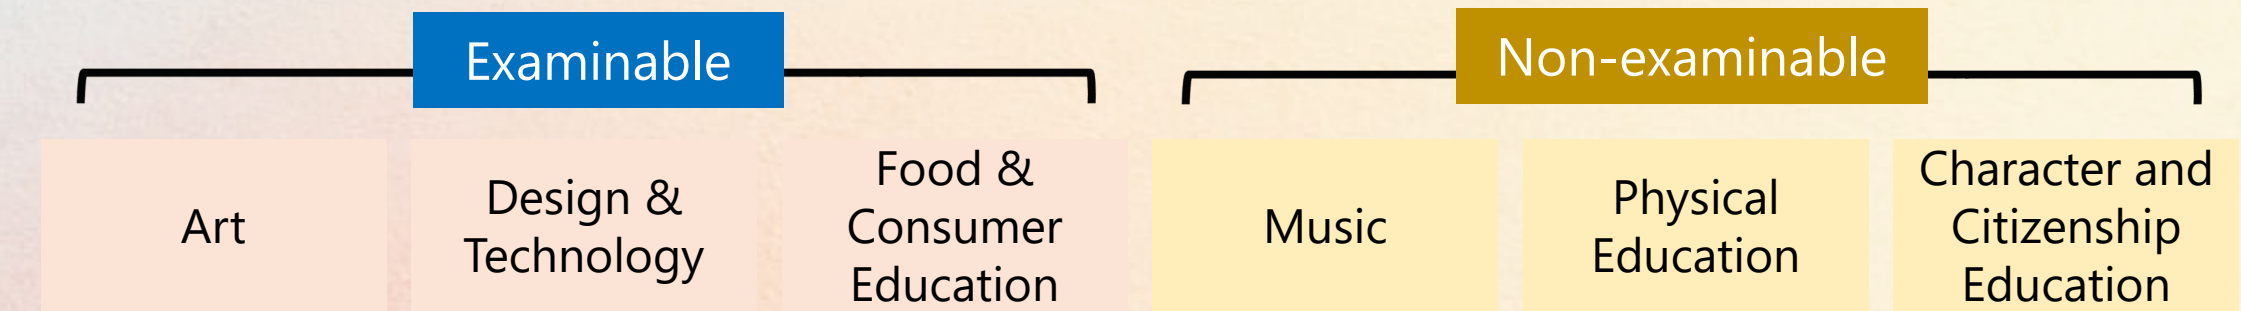 Examinable
Non-examinable
Art
Design &
Technology
Food &
Consumer
Education
Music
Physical
Education
Character and
Citizenship
Education